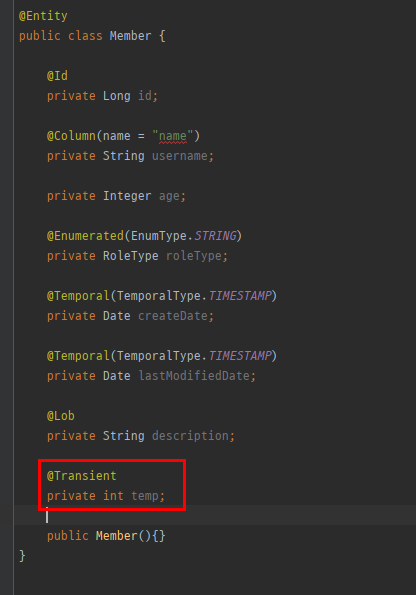 @Entity
public class Member {
@Id
private Long id;
@Column(name = "name")
private String username;
private Integer age;
@Enumerated(EnumType.STRING)
private RoleType roleType;
@Temporal(TemporalType.TIMESTAMP)
private Date createDate;
@Temporal(TemporalType.TIMESTAMP)
private Date lastModifiedDate;
@Lob
private String description;
@Transient
private int temp;
public Member(){}
}